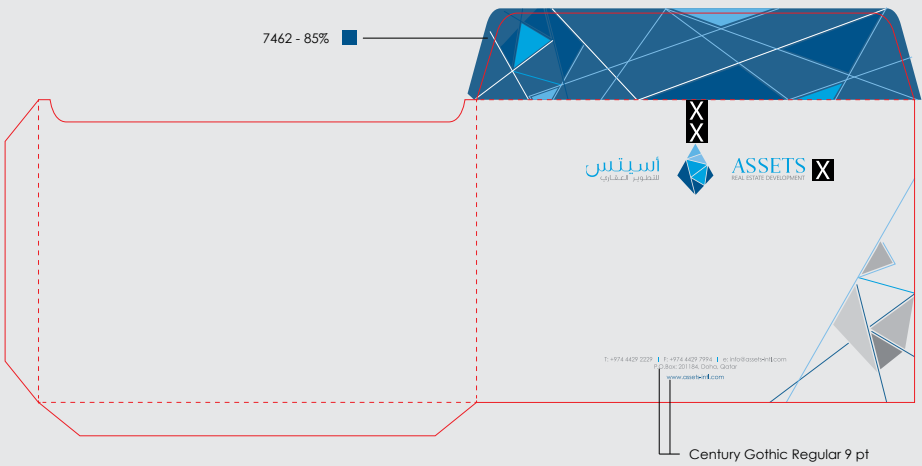 7462 - 85%
X
X
أسيتس
للتطوير العقاري
ASSETS
REAL ESTATE DEVELOPMENT
X
T: +974 4429 2229 | F: +974 4429 7994 | e: info@assets-intl.com
P.O.Box: 201184, Doha, Qatar
www.assets-intl.com
Century Gothic Regular 9 pt